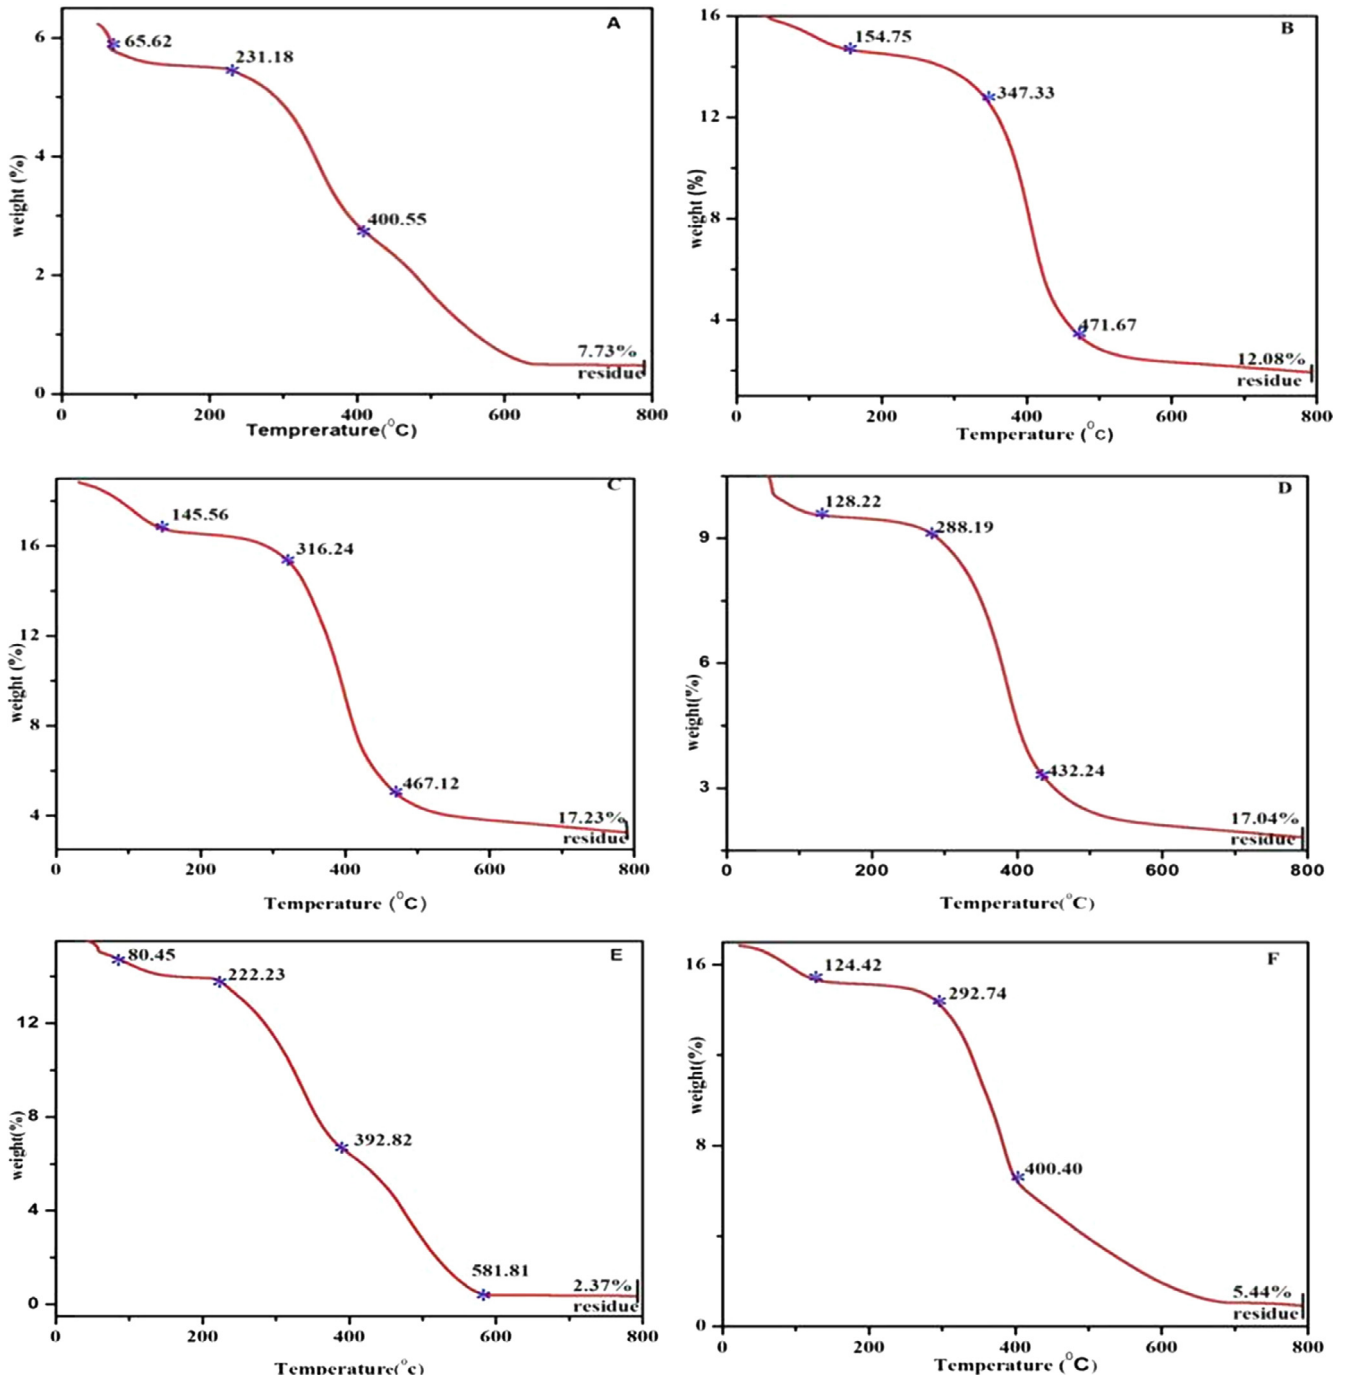 A
6
65.62
231.18
4
400.55
2
7.73%
residue
0
0 200 400 600 800
weight (%)
Temprerature(°C)
B
16
154.75
347.33
12
8
471.67
4
12.08%
residue
0 200 400 600 800
weight (%)
Temperature (°C)
C
145.56
16
316.24
12
8
467.12
4
17.23%
residue
0 200 400 600 800
weight (%)
Temperature (°C)
D
128.22
9
288.19
6
432.24
3
17.04%
residue
0 200 400 600 800
weight(%)
Temperature(°C)
E
80.45
222.23
12
8
392.82
4
581.81
2.37%
residue
0
0 200 400 600 800
weight(%)
Temperature(°c)
F
16
124.42
292.74
8
400.40
5.44%
residue
0
0 200 400 600 800
weight(%)
Temperature (°C)